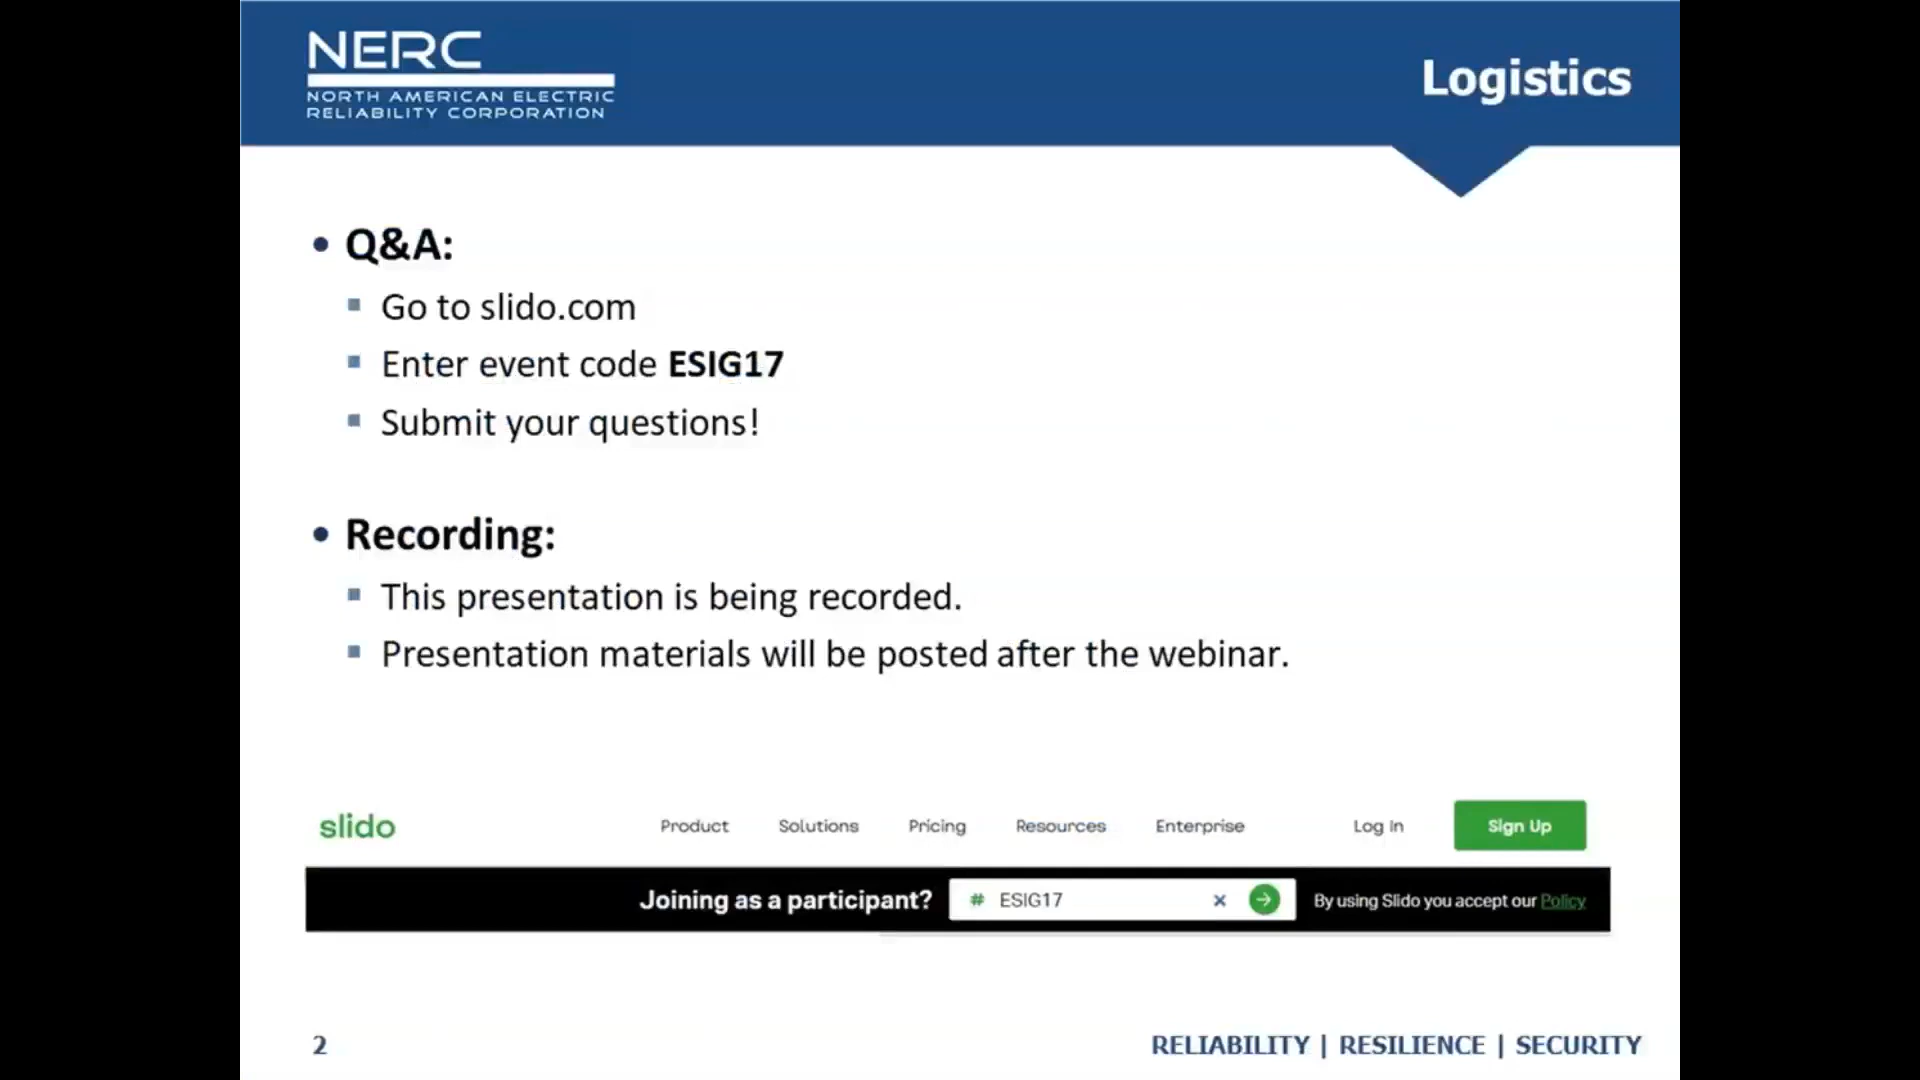 NERC
NORTH AMERICAN ELECTRIC
RELIABILITY CORPORATION
Logistics
• Q&A:
▪ Go to slido.com
▪ Enter event code ESIG17
▪ Submit your questions!
• Recording:
▪ This presentation is being recorded.
▪ Presentation materials will be posted after the webinar.
slido Product Solutions Pricing Resources Enterprise Log In Sign Up
Joining as a participant? # ESIG17 × → By using Slido you accept our Policy
2 RELIABILITY | RESILIENCE | SECURITY